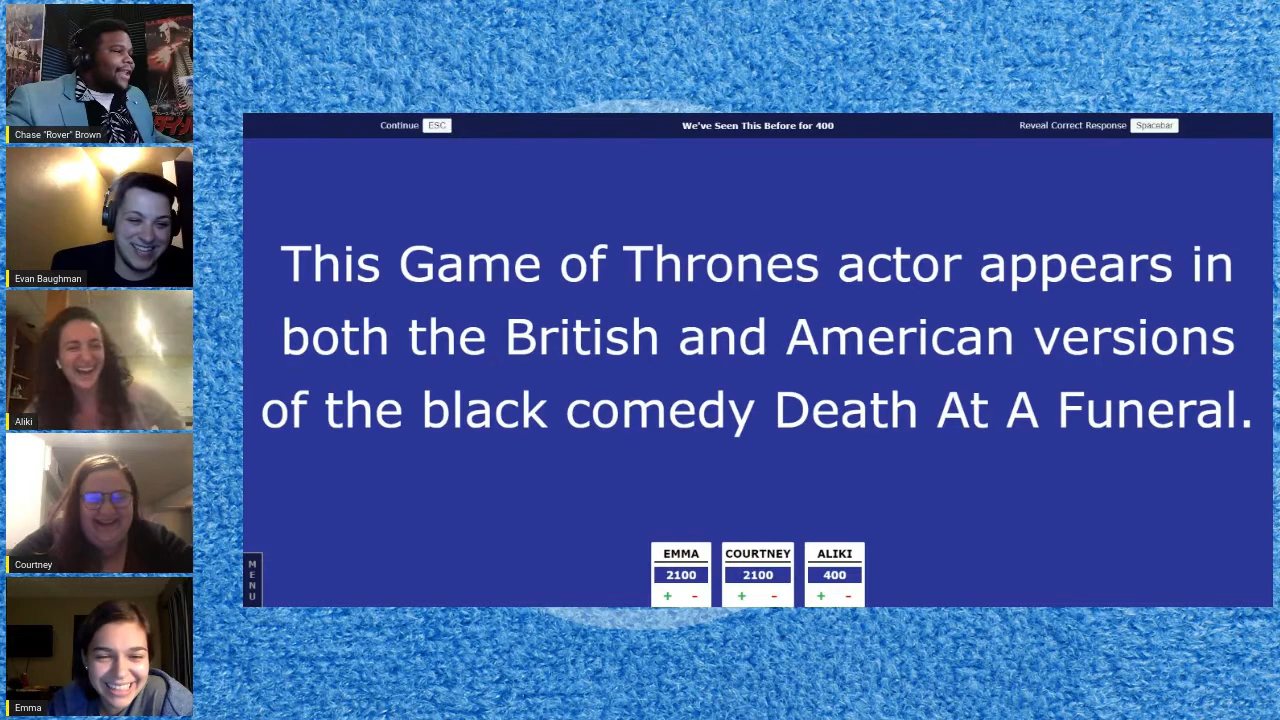 Chase "Rover" Brown
Evan Baughman
Aliki
Courtney
Emma
Continue ESC
We've Seen This Before for 400
Reveal Correct Response Spacebar
This Game of Thrones actor appears in
both the British and American versions
of the black comedy Death At A Funeral.
MENU
EMMA COURTNEY ALIKI
2100 2100 400
+ - + - + -